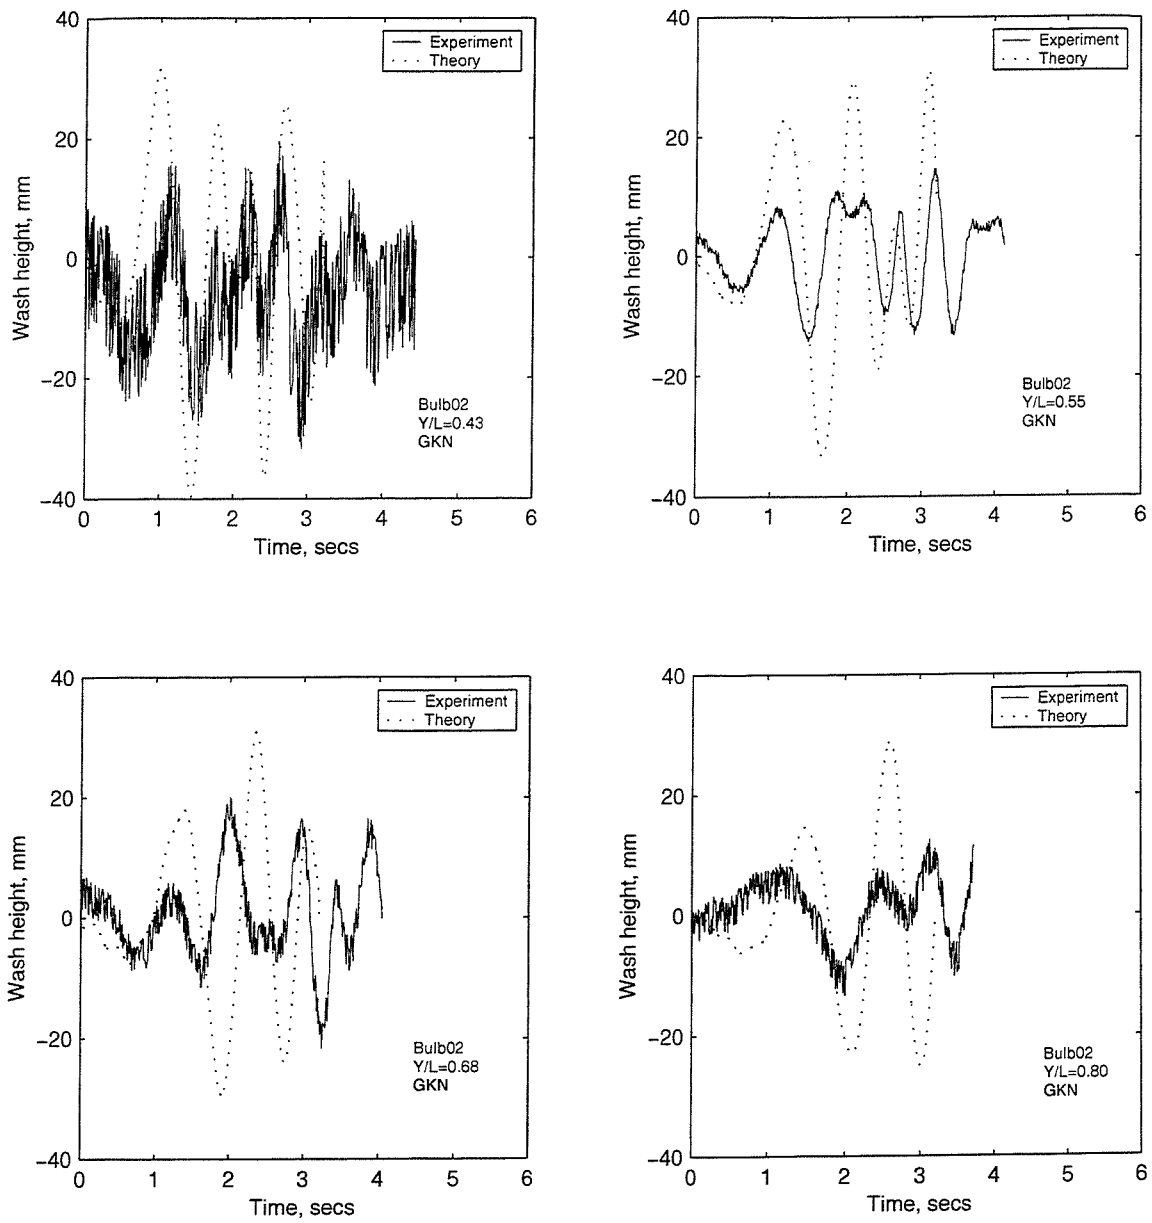 40
20
0
−20
−40
Wash height, mm
Experiment
Theory
Bulb02
Y/L=0.43
GKN
0 1 2 3 4 5 6
Time, secs
40
20
0
−20
−40
Wash height, mm
Experiment
Theory
Bulb02
Y/L=0.55
GKN
0 1 2 3 4 5 6
Time, secs
40
20
0
−20
−40
Wash height, mm
Experiment
Theory
Bulb02
Y/L=0.68
GKN
0 1 2 3 4 5 6
Time, secs
40
20
0
−20
−40
Wash height, mm
Experiment
Theory
Bulb02
Y/L=0.80
GKN
0 1 2 3 4 5 6
Time, secs